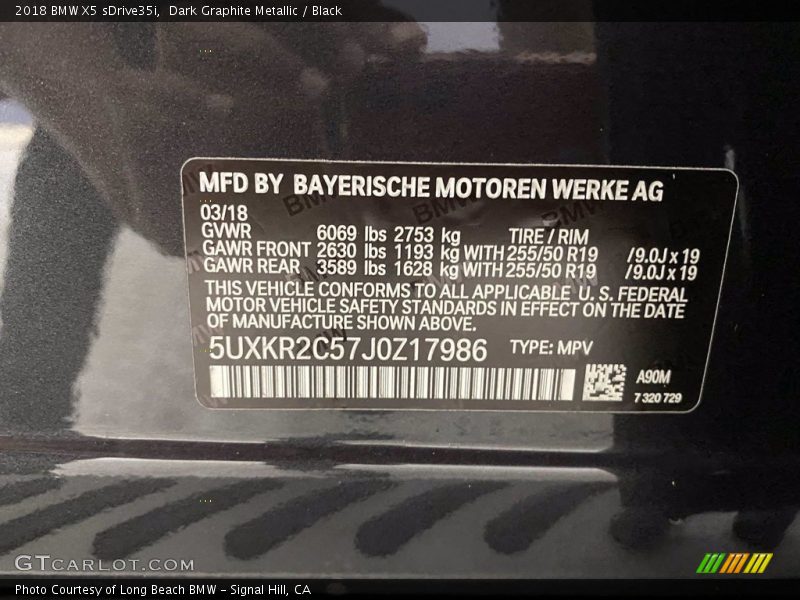 2018 BMW X5 sDrive35i,  Dark Graphite Metallic / Black
MFD BY BAYERISCHE MOTOREN WERKE AG
03/18
GVWR 6069 lbs 2753 kg TIRE / RIM
GAWR FRONT 2630 lbs 1193 kg WITH 255/50 R19 /9.0J x 19
GAWR REAR 3589 lbs 1628 kg WITH 255/50 R19 /9.0J x 19
THIS VEHICLE CONFORMS TO ALL APPLICABLE U. S. FEDERAL
MOTOR VEHICLE SAFETY STANDARDS IN EFFECT ON THE DATE
OF MANUFACTURE SHOWN ABOVE.
5UXKR2C57J0Z17986 TYPE: MPV
A90M
7 320 729
GTCARLOT.COM
Photo Courtesy of Long Beach BMW - Signal Hill, CA